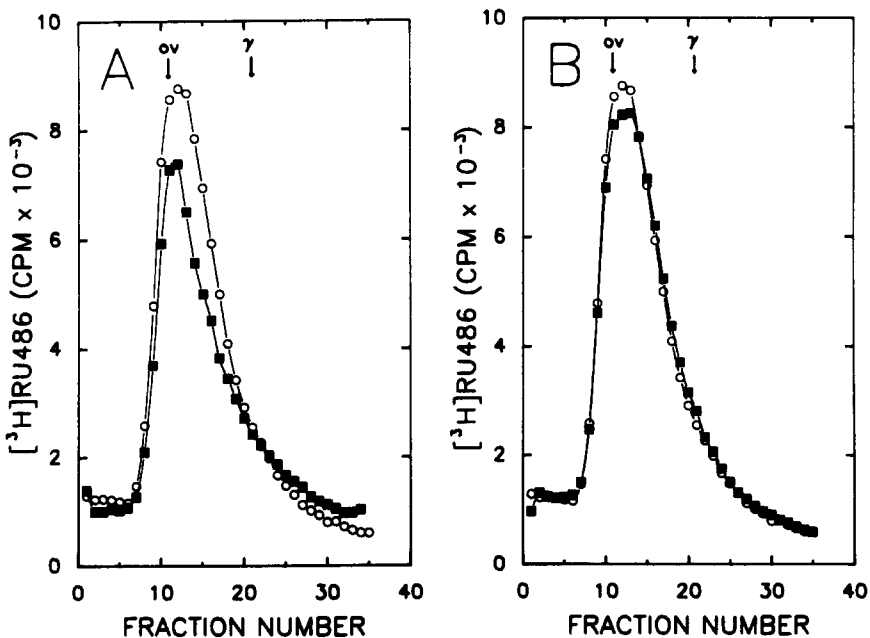 A
ov
γ
[³H]RU486 (CPM x 10⁻³)
10
8
6
4
2
0
0
10
20
30
40
FRACTION NUMBER
B
ov
γ
[³H]RU486 (CPM x 10⁻³)
10
8
6
4
2
0
0
10
20
30
40
FRACTION NUMBER